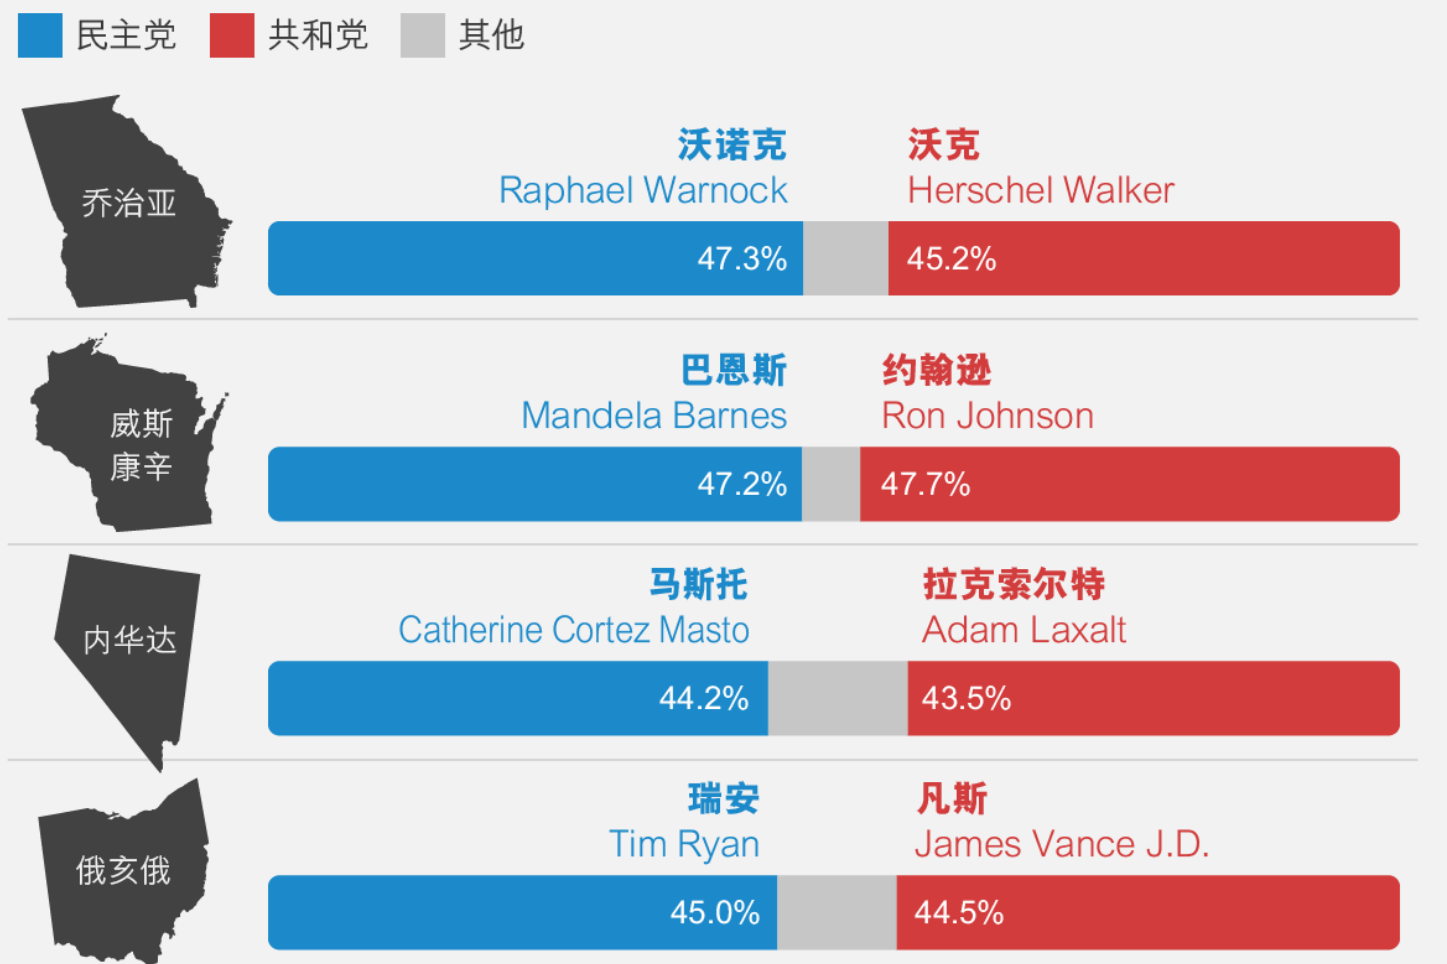 民主党 共和党 其他
沃诺克 沃克
Raphael Warnock Herschel Walker
乔治亚
47.3% 45.2%
巴恩斯 约翰逊
Mandela Barnes Ron Johnson
威斯
康辛
47.2% 47.7%
马斯托 拉克索尔特
Catherine Cortez Masto Adam Laxalt
内华达
44.2% 43.5%
瑞安 凡斯
Tim Ryan James Vance J.D.
俄亥俄
45.0% 44.5%